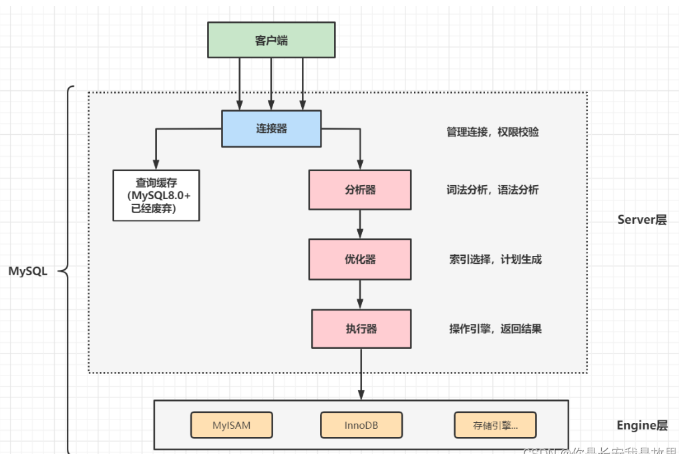 客户端
连接器
管理连接，权限校验
查询缓存
（MySQL8.0+
已经废弃）
分析器
词法分析，语法分析
Server层
优化器
索引选择，计划生成
MySQL
执行器
操作引擎，返回结果
MyISAM
InnoDB
存储引擎...
Engine层